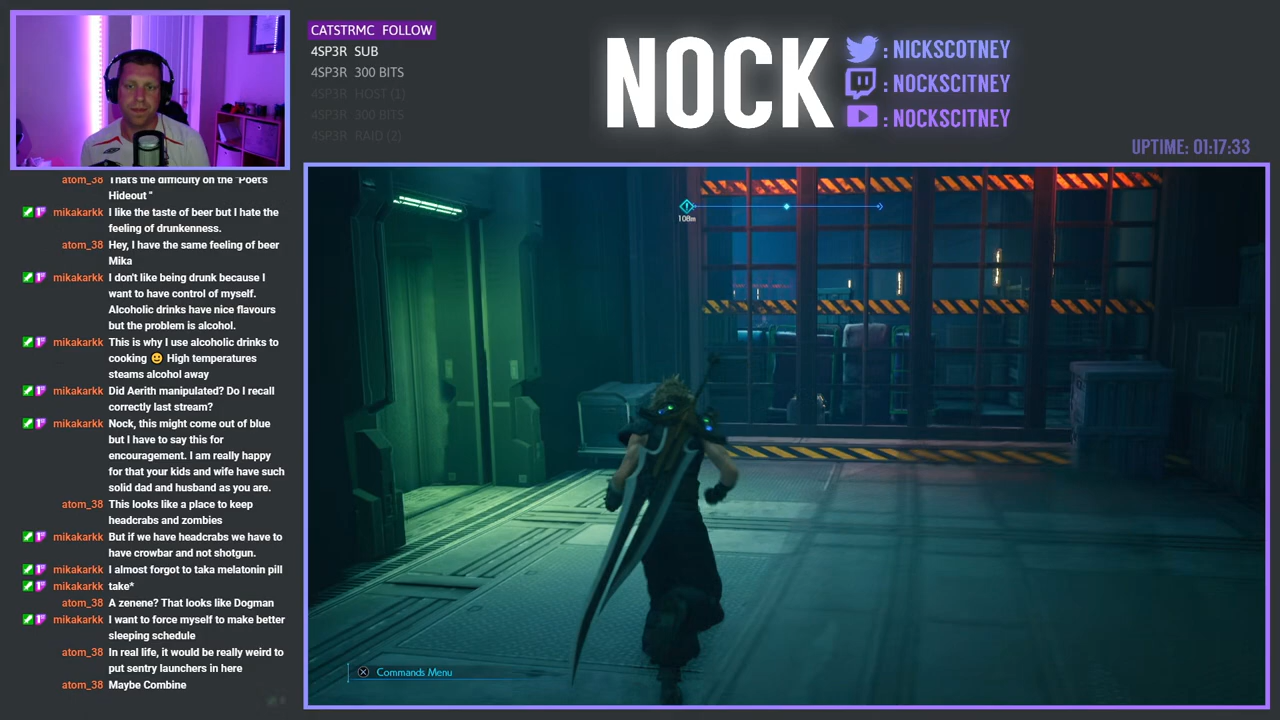 CATSTRMC FOLLOW
4SP3R SUB
4SP3R 300 BITS
4SP3R HOST (1)
4SP3R 300 BITS
4SP3R RAID (2)
NOCK
: NICKSCOTNEY
: NOCKSCITNEY
: NOCKSCITNEY
UPTIME: 01:17:33
atom_38 That's the difficulty on the "Poet's
Hideout "
mikakarkk I like the taste of beer but I hate the
feeling of drunkenness.
atom_38 Hey, I have the same feeling of beer
Mika
mikakarkk I don't like being drunk because I
want to have control of myself.
Alcoholic drinks have nice flavours
but the problem is alcohol.
mikakarkk This is why I use alcoholic drinks to
cooking 😃 High temperatures
steams alcohol away
mikakarkk Did Aerith manipulated? Do I recall
correctly last stream?
mikakarkk Nock, this might come out of blue
but I have to say this for
encouragement. I am really happy
for that your kids and wife have such
solid dad and husband as you are.
atom_38 This looks like a place to keep
headcrabs and zombies
mikakarkk But if we have headcrabs we have to
have crowbar and not shotgun.
mikakarkk I almost forgot to taka melatonin pill
mikakarkk take*
atom_38 A zenene? That looks like Dogman
mikakarkk I want to force myself to make better
sleeping schedule
atom_38 In real life, it would be really weird to
put sentry launchers in here
atom_38 Maybe Combine
108m
Commands Menu